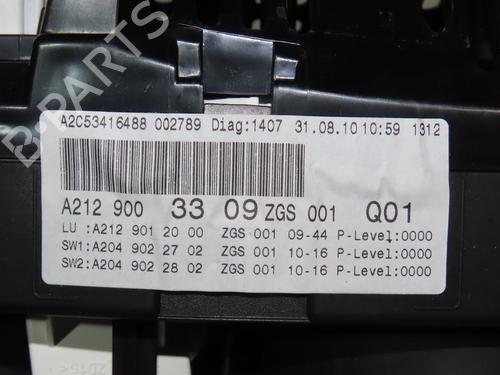 A2C53416488 002789 Diag:1407 31.08.10 10:59 1312
A212 900 33 09 ZGS 001 Q01
LU :A212 901 20 00 ZGS 001 09-44 P-Level:0000
SW1:A204 902 27 02 ZGS 001 10-16 P-Level:0000
SW2:A204 902 28 02 ZGS 001 10-16 P-Level:0000
B-PARTS